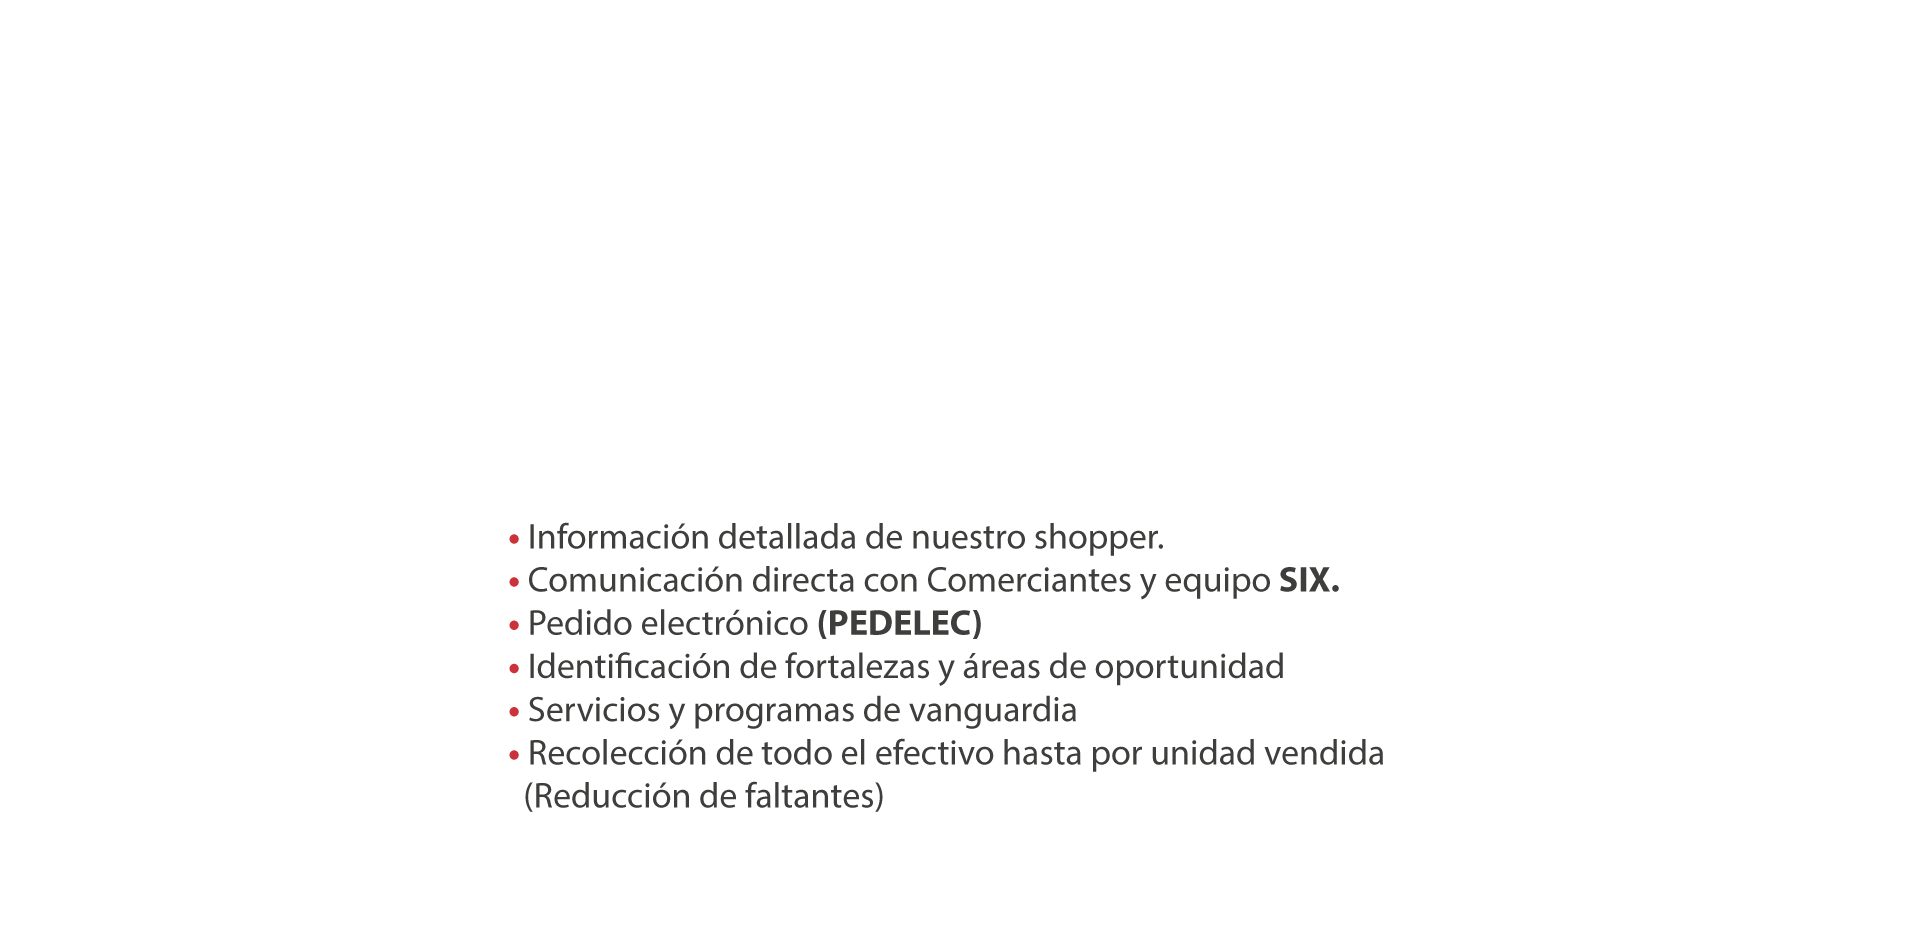 • Información detallada de nuestro shopper.
• Comunicación directa con Comerciantes y equipo SIX.
• Pedido electrónico (PEDELEC)
• Identificación de fortalezas y áreas de oportunidad
• Servicios y programas de vanguardia
• Recolección de todo el efectivo hasta por unidad vendida
(Reducción de faltantes)